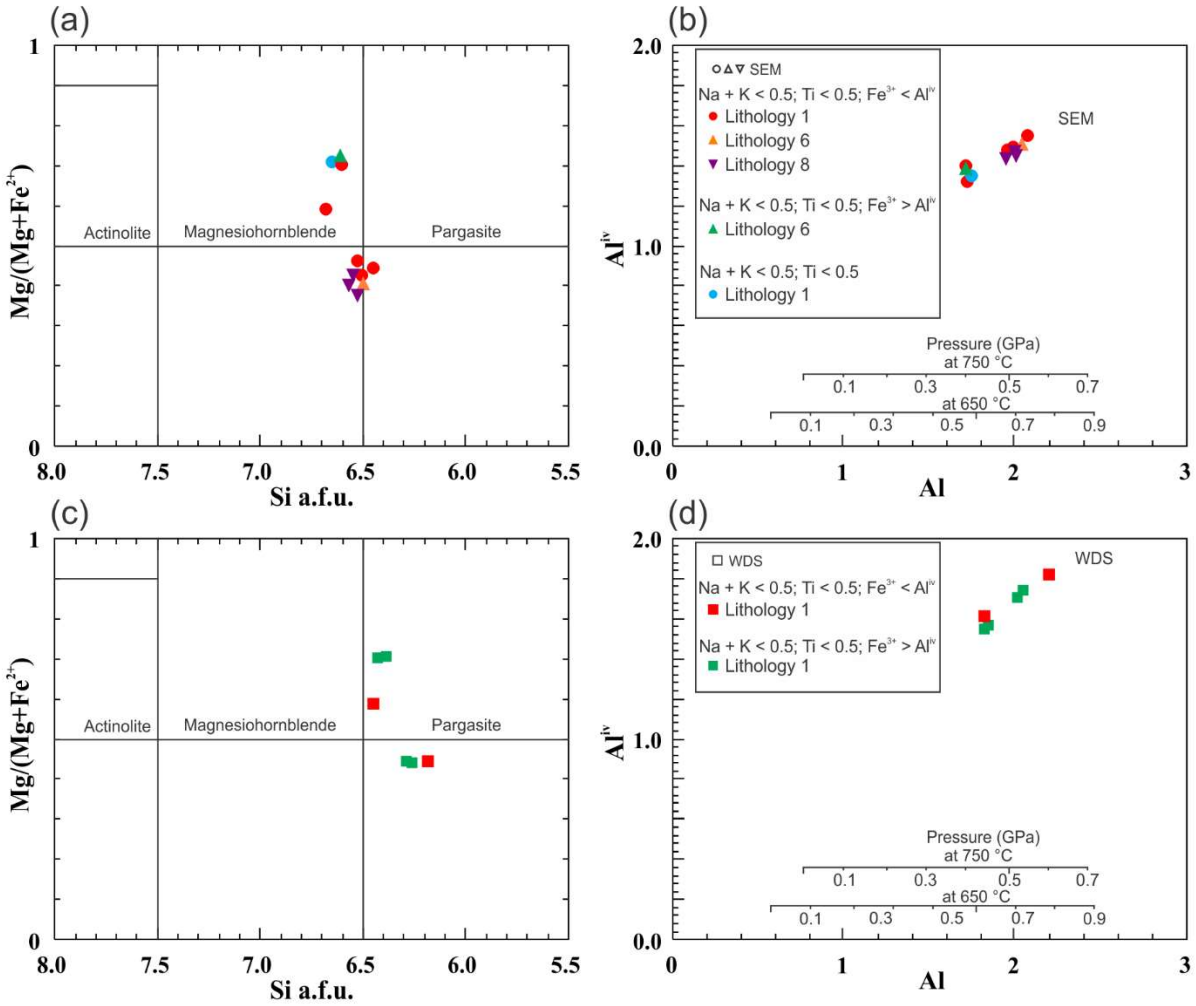 (a)
1
Mg/(Mg+Fe²⁺)
Actinolite
Magnesiohornblende
Pargasite
0
8.0
7.5
7.0
6.5
6.0
5.5
Si a.f.u.
(b)
2.0
SEM
Na + K < 0.5; Ti < 0.5; Fe³⁺ < Alⁱᵛ
Lithology 1
Lithology 6
Lithology 8
Na + K < 0.5; Ti < 0.5; Fe³⁺ > Alⁱᵛ
Lithology 6
Na + K < 0.5; Ti < 0.5
Lithology 1
SEM
Alⁱᵛ
1.0
Pressure (GPa)
at 750 °C
0.1 0.3 0.5 0.7
at 650 °C
0.1 0.3 0.5 0.7 0.9
0.0
0
1
2
3
Al
(c)
1
Mg/(Mg+Fe²⁺)
Actinolite
Magnesiohornblende
Pargasite
0
8.0
7.5
7.0
6.5
6.0
5.5
Si a.f.u.
(d)
2.0
WDS
Na + K < 0.5; Ti < 0.5; Fe³⁺ < Alⁱᵛ
Lithology 1
Na + K < 0.5; Ti < 0.5; Fe³⁺ > Alⁱᵛ
Lithology 1
WDS
Alⁱᵛ
1.0
Pressure (GPa)
at 750 °C
0.1 0.3 0.5 0.7
at 650 °C
0.1 0.3 0.5 0.7 0.9
0.0
0
1
2
3
Al